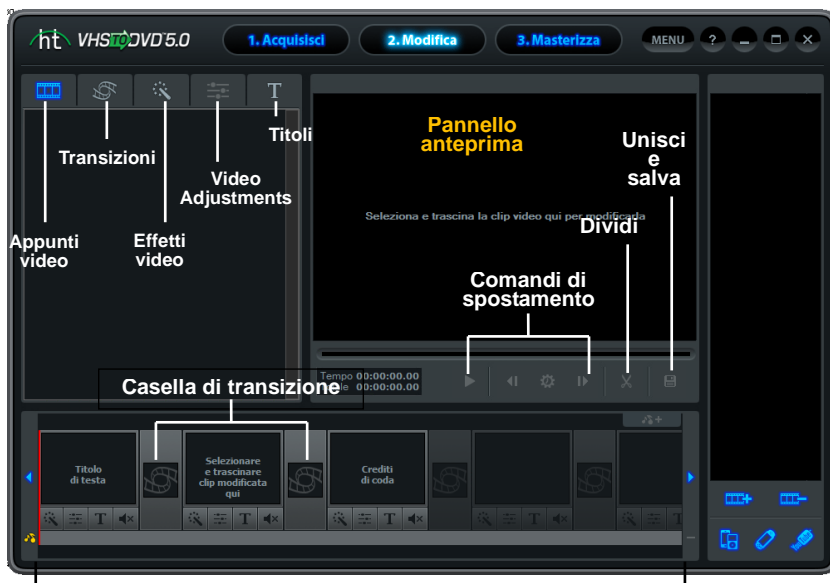 ht VHS TO DVD 5.0
1. Acquisisci
2. Modifica
3. Masterizza
MENU
?
T
Titoli
Transizioni
Video
Adjustments
Appunti
video
Effetti
video
Pannello
anteprima
Unisci
e
salva
Seleziona e trascina la clip video qui per modificarla
Dividi
Comandi di
spostamento
Tempo 00:00:00.00
00:00:00.00
Casella di transizione
Titolo
di testa
Selezionare
e trascinare
clip modificata
qui
Crediti
di coda
T
T
T
T
T